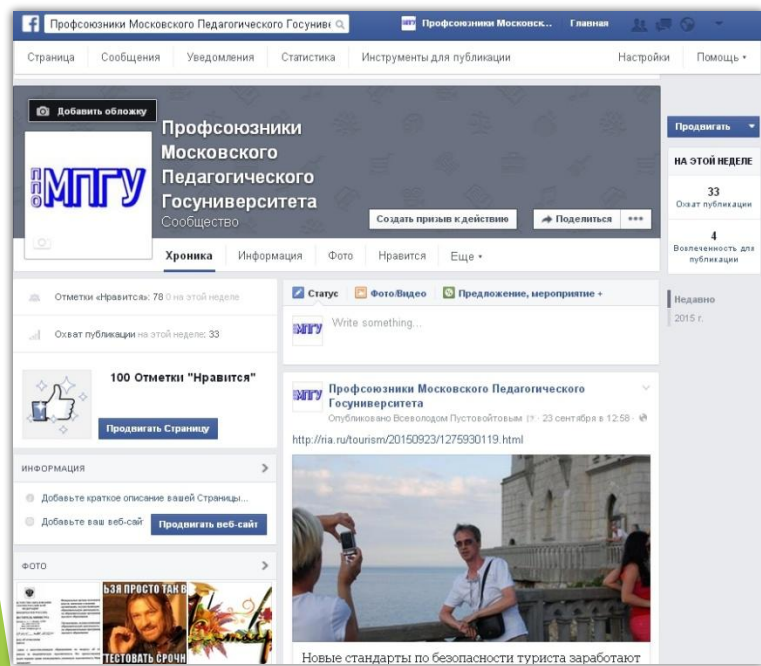 Профсоюзники Московского Педагогического Госуниве
Профсоюзники Московск...
Главная
Страница
Сообщения
Уведомления
Статистика
Инструменты для публикации
Настройки
Помощь
Добавить обложку
ППО МПГУ
Профсоюзники
Московского
Педагогического
Госуниверситета
Сообщество
Создать призыв к действию
Поделиться
Хроника
Информация
Фото
Нравится
Еще
Продвигать
НА ЭТОЙ НЕДЕЛЕ
33
Охват публикации
4
Вовлеченность для
публикации
Недавно
2015 г.
Отметки «Нравится»: 78 0 на этой неделе
Охват публикации на этой неделе: 33
100 Отметки "Нравится"
Продвигать Страницу
ИНФОРМАЦИЯ
Добавьте краткое описание вашей Страницы...
Добавьте ваш веб-сайт
Продвигать веб-сайт
ФОТО
ЬЗЯ ПРОСТО ТАК В
ТЕСТОВАТЬ СРОЧН
Статус
Фото/Видео
Предложение, мероприятие +
Write something...
Профсоюзники Московского Педагогического
Госуниверситета
Опубликовано Всеволодом Пустовойтовым [?] · 23 сентября в 12:58 ·
http://ria.ru/tourism/20150923/1275930119.html
Новые стандарты по безопасности туриста заработают